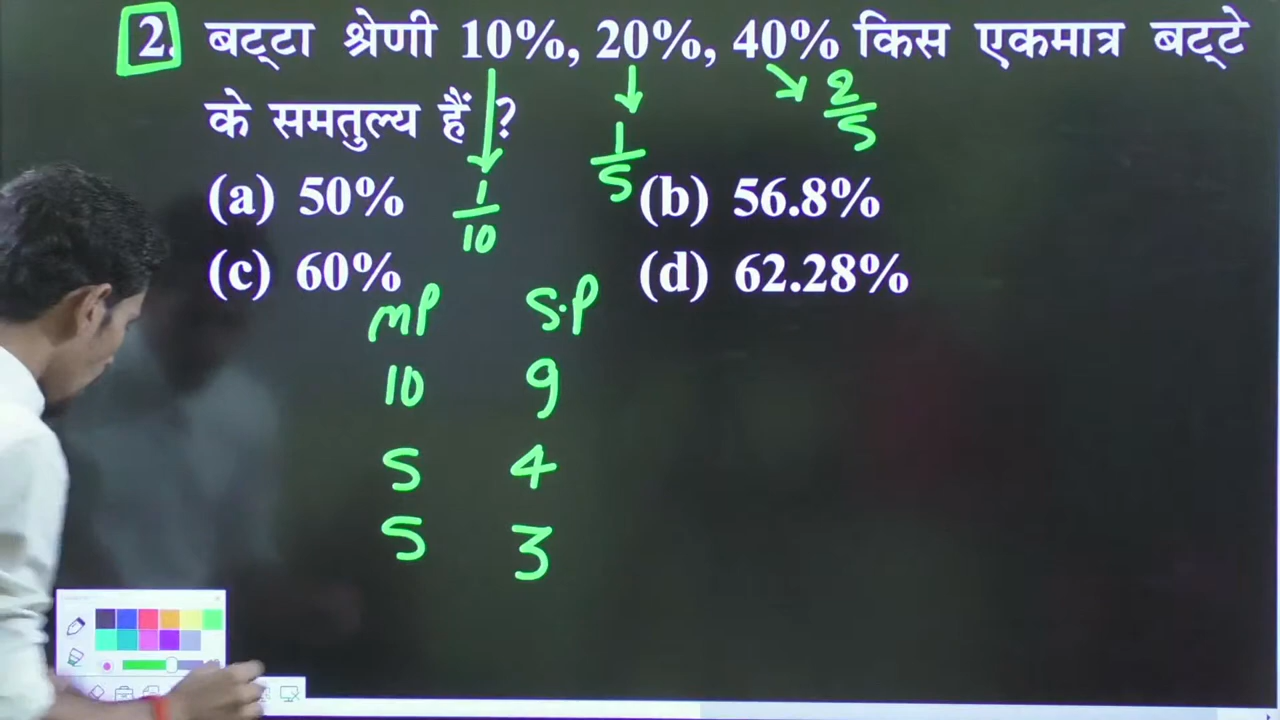 2. बट्टा श्रेणी 10%, 20%, 40% किस एकमात्र बट्टे
के समतुल्य हैं ?
1/10
1/5
2/5
(a) 50%
(b) 56.8%
(c) 60%
(d) 62.28%
MP S.P
10 9
5 4
5 3